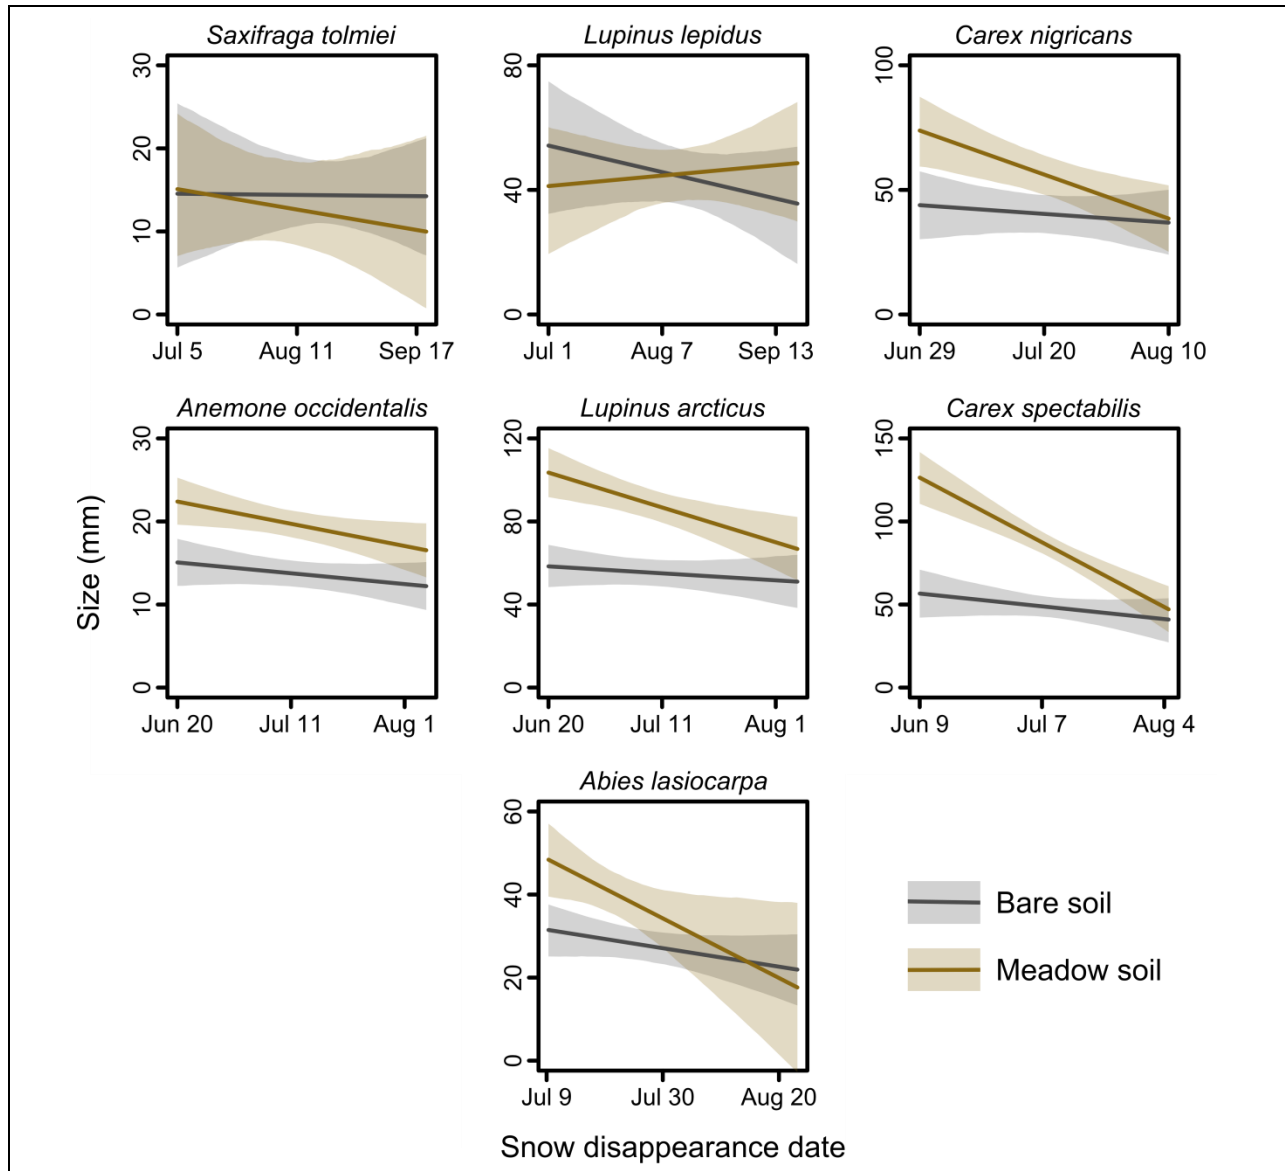 Saxifraga tolmiei
Lupinus lepidus
Carex nigricans
30
20
10
0
Jul 5
Aug 11
Sep 17
80
40
0
Jul 1
Aug 7
Sep 13
100
50
0
Jun 29
Jul 20
Aug 10
Anemone occidentalis
Lupinus arcticus
Carex spectabilis
Size (mm)
30
20
10
0
Jun 20
Jul 11
Aug 1
120
80
40
0
Jun 20
Jul 11
Aug 1
150
100
50
0
Jun 9
Jul 7
Aug 4
Abies lasiocarpa
60
40
20
0
Jul 9
Jul 30
Aug 20
Bare soil
Meadow soil
Snow disappearance date